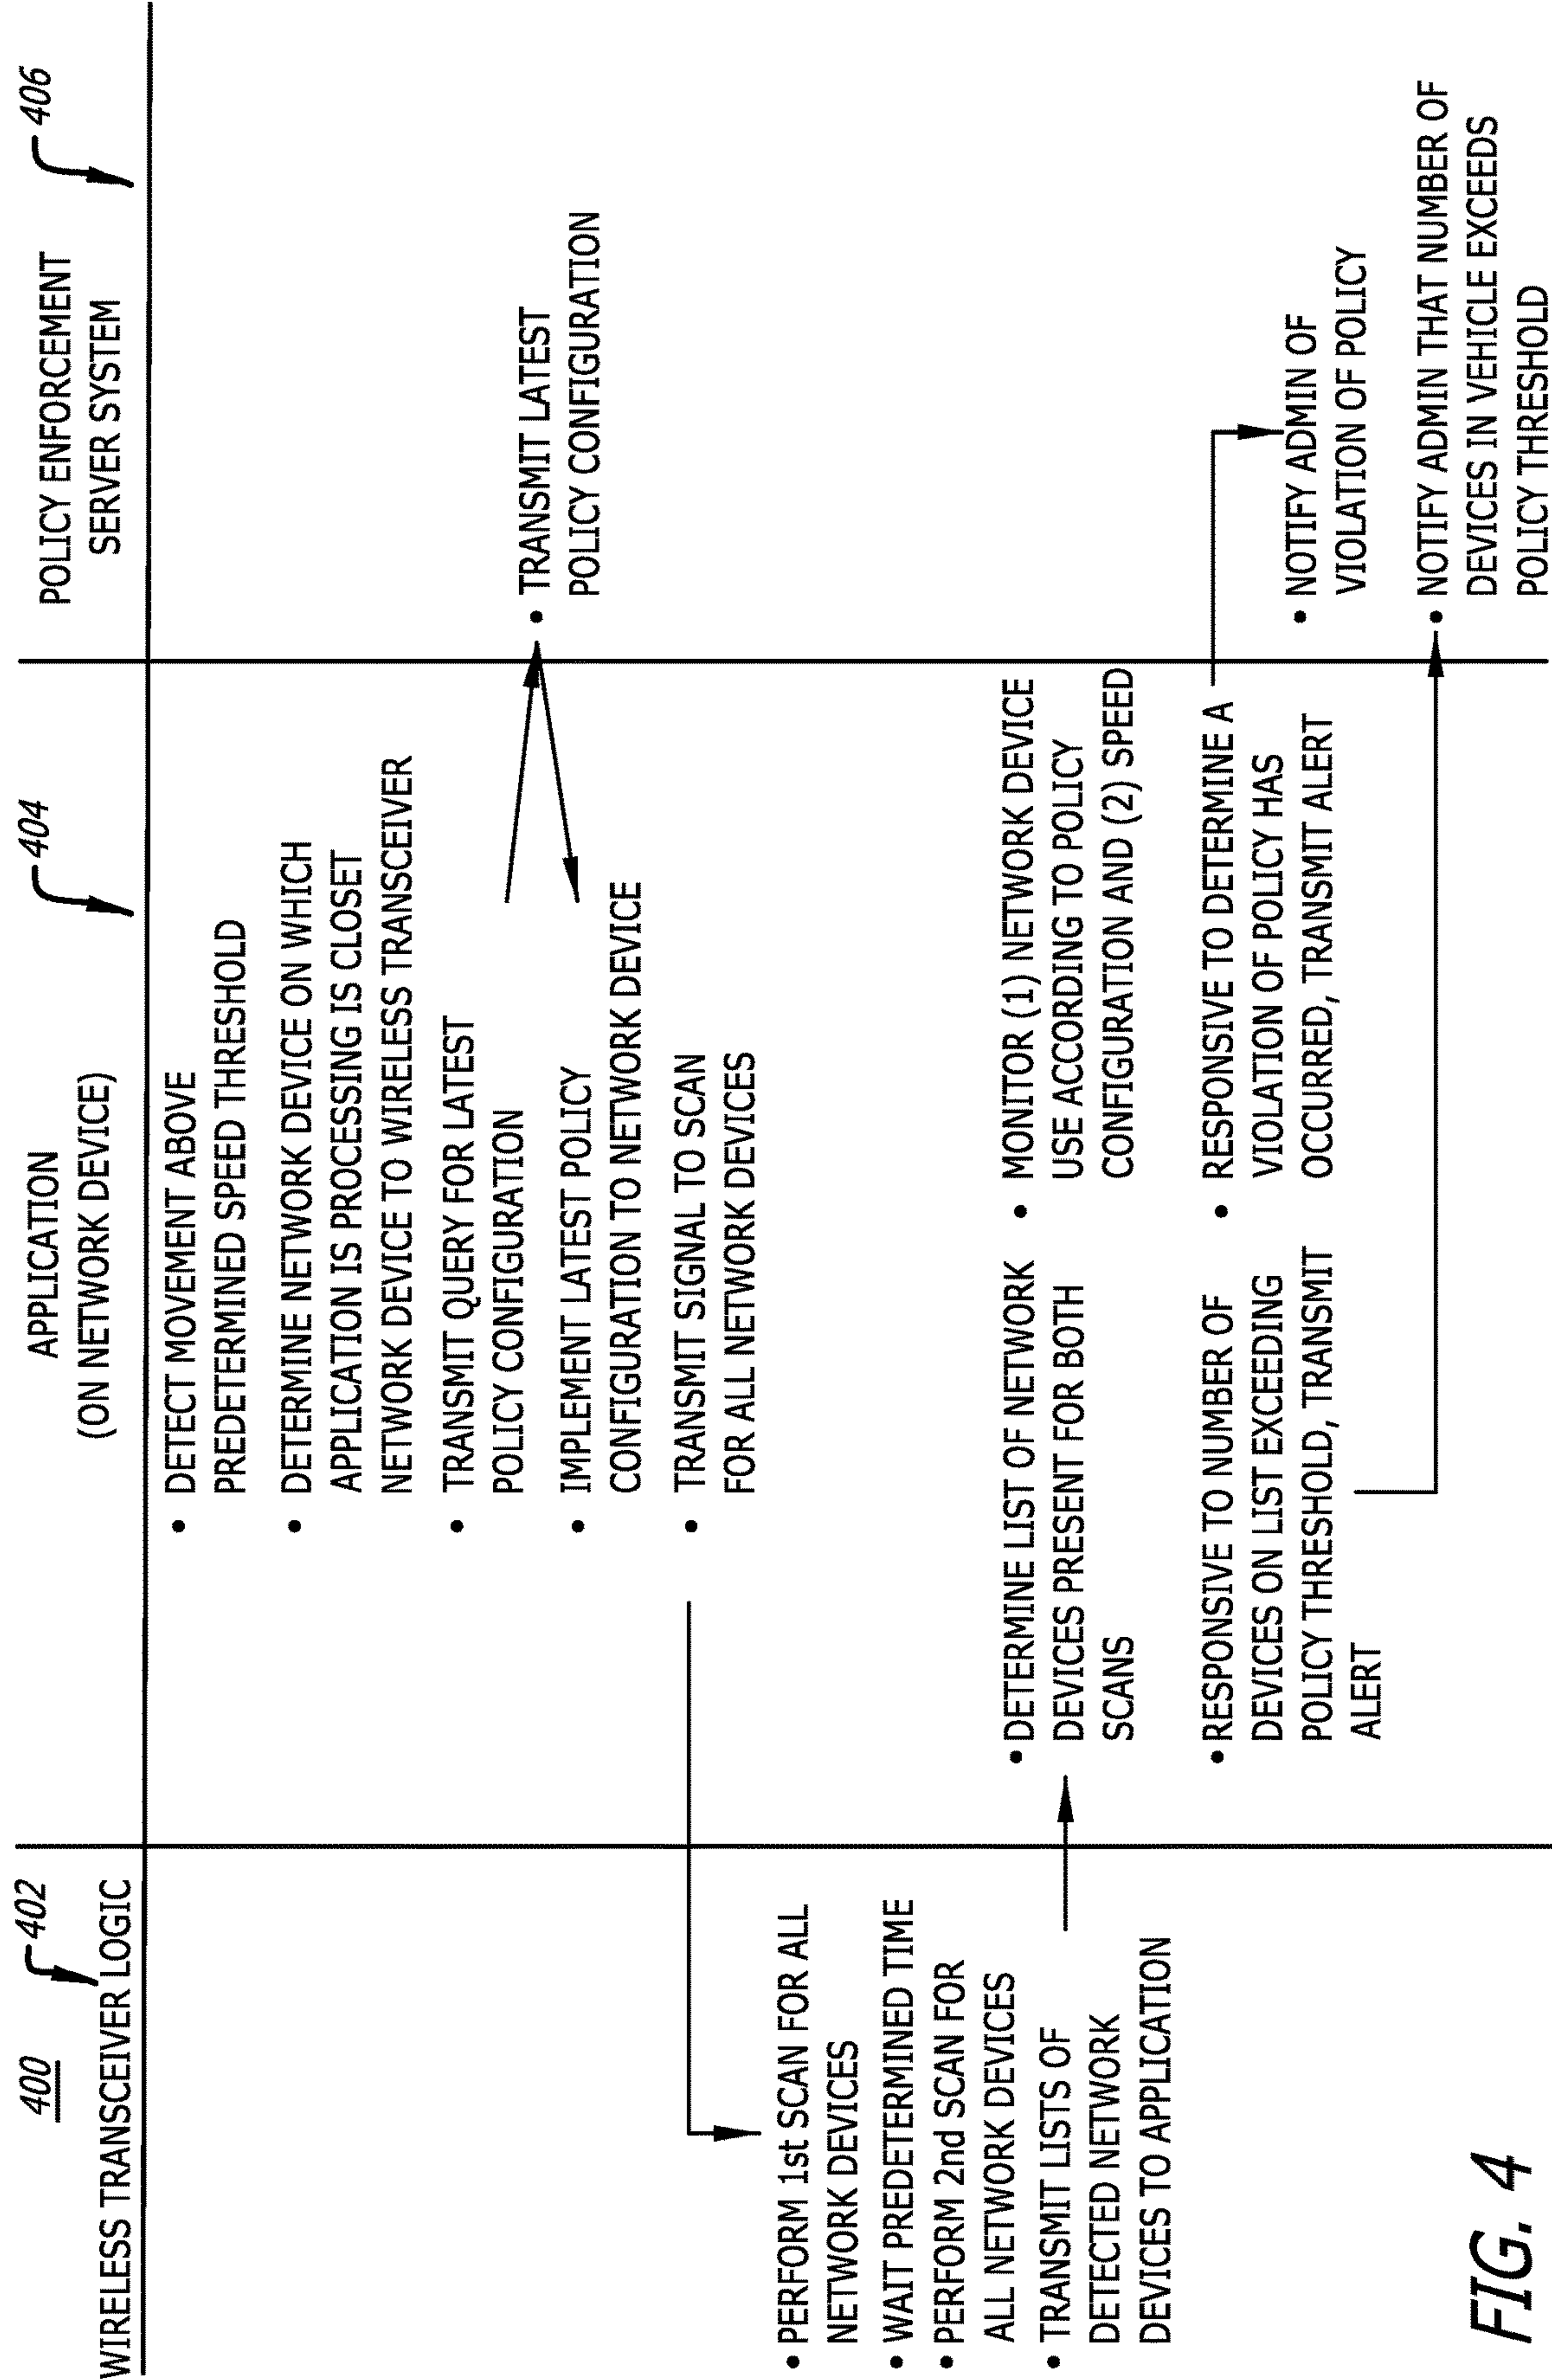 400
402
WIRELESS TRANSCEIVER LOGIC
APPLICATION
(ON NETWORK DEVICE)
404
POLICY ENFORCEMENT
SERVER SYSTEM
406
• DETECT MOVEMENT ABOVE
PREDETERMINED SPEED THRESHOLD
• DETERMINE NETWORK DEVICE ON WHICH
APPLICATION IS PROCESSING IS CLOSET
NETWORK DEVICE TO WIRELESS TRANSCEIVER
• TRANSMIT QUERY FOR LATEST
POLICY CONFIGURATION
• TRANSMIT LATEST
POLICY CONFIGURATION
• IMPLEMENT LATEST POLICY
CONFIGURATION TO NETWORK DEVICE
• TRANSMIT SIGNAL TO SCAN
FOR ALL NETWORK DEVICES
• PERFORM 1st SCAN FOR ALL
NETWORK DEVICES
• WAIT PREDETERMINED TIME
• PERFORM 2nd SCAN FOR
ALL NETWORK DEVICES
• TRANSMIT LISTS OF
DETECTED NETWORK
DEVICES TO APPLICATION
• DETERMINE LIST OF NETWORK
DEVICES PRESENT FOR BOTH
SCANS
• RESPONSIVE TO NUMBER OF
DEVICES ON LIST EXCEEDING
POLICY THRESHOLD, TRANSMIT
ALERT
• MONITOR (1) NETWORK DEVICE
USE ACCORDING TO POLICY
CONFIGURATION AND (2) SPEED
• RESPONSIVE TO DETERMINE A
VIOLATION OF POLICY HAS
OCCURRED, TRANSMIT ALERT
• NOTIFY ADMIN OF
VIOLATION OF POLICY
• NOTIFY ADMIN THAT NUMBER OF
DEVICES IN VEHICLE EXCEEDS
POLICY THRESHOLD
FIG. 4